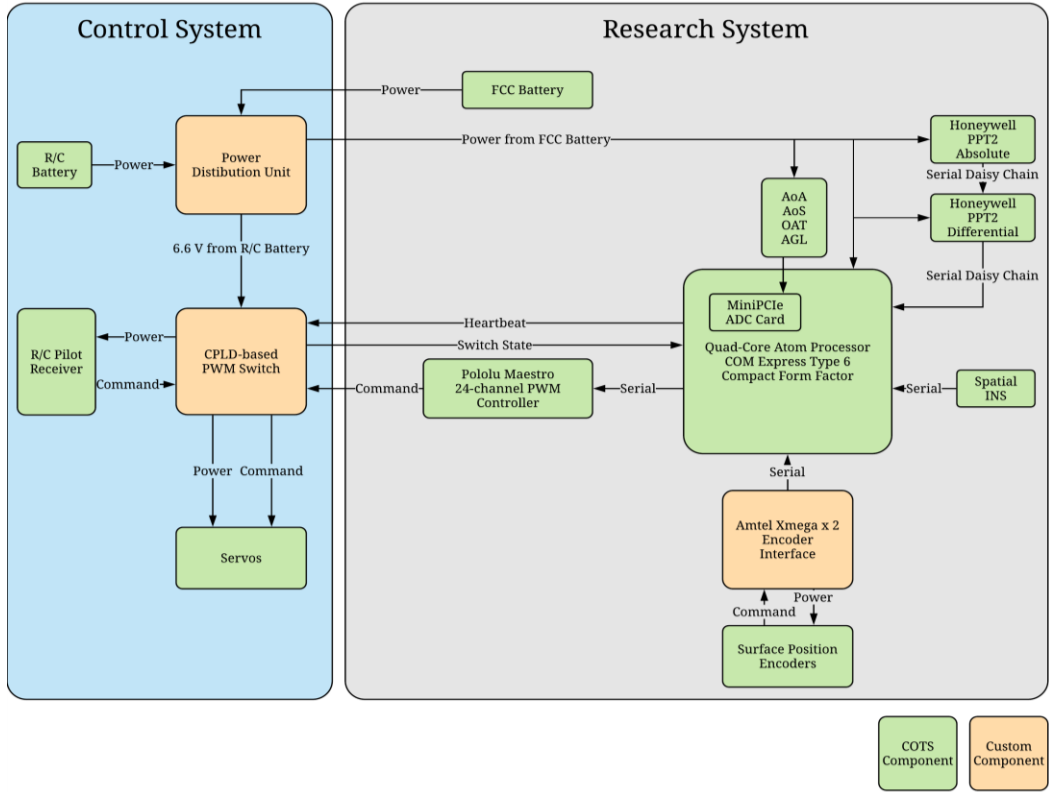 Control System
Research System
FCC Battery
Power
Power
Distibution Unit
R/C
Battery
Power
Power from FCC Battery
Honeywell
PPT2
Absolute
Serial Daisy Chain
Honeywell
PPT2
Differential
Serial Daisy Chain
AoA
AoS
OAT
AGL
6.6 V from R/C Battery
MiniPCIe
ADC Card
Quad-Core Atom Processor
COM Express Type 6
Compact Form Factor
Heartbeat
Switch State
R/C Pilot
Receiver
Power
Command
CPLD-based
PWM Switch
Command
Pololu Maestro
24-channel PWM
Controller
Serial
Serial
Spatial
INS
Power
Command
Servos
Serial
Amtel Xmega x 2
Encoder
Interface
Power
Command
Surface Position
Encoders
COTS
Component
Custom
Component